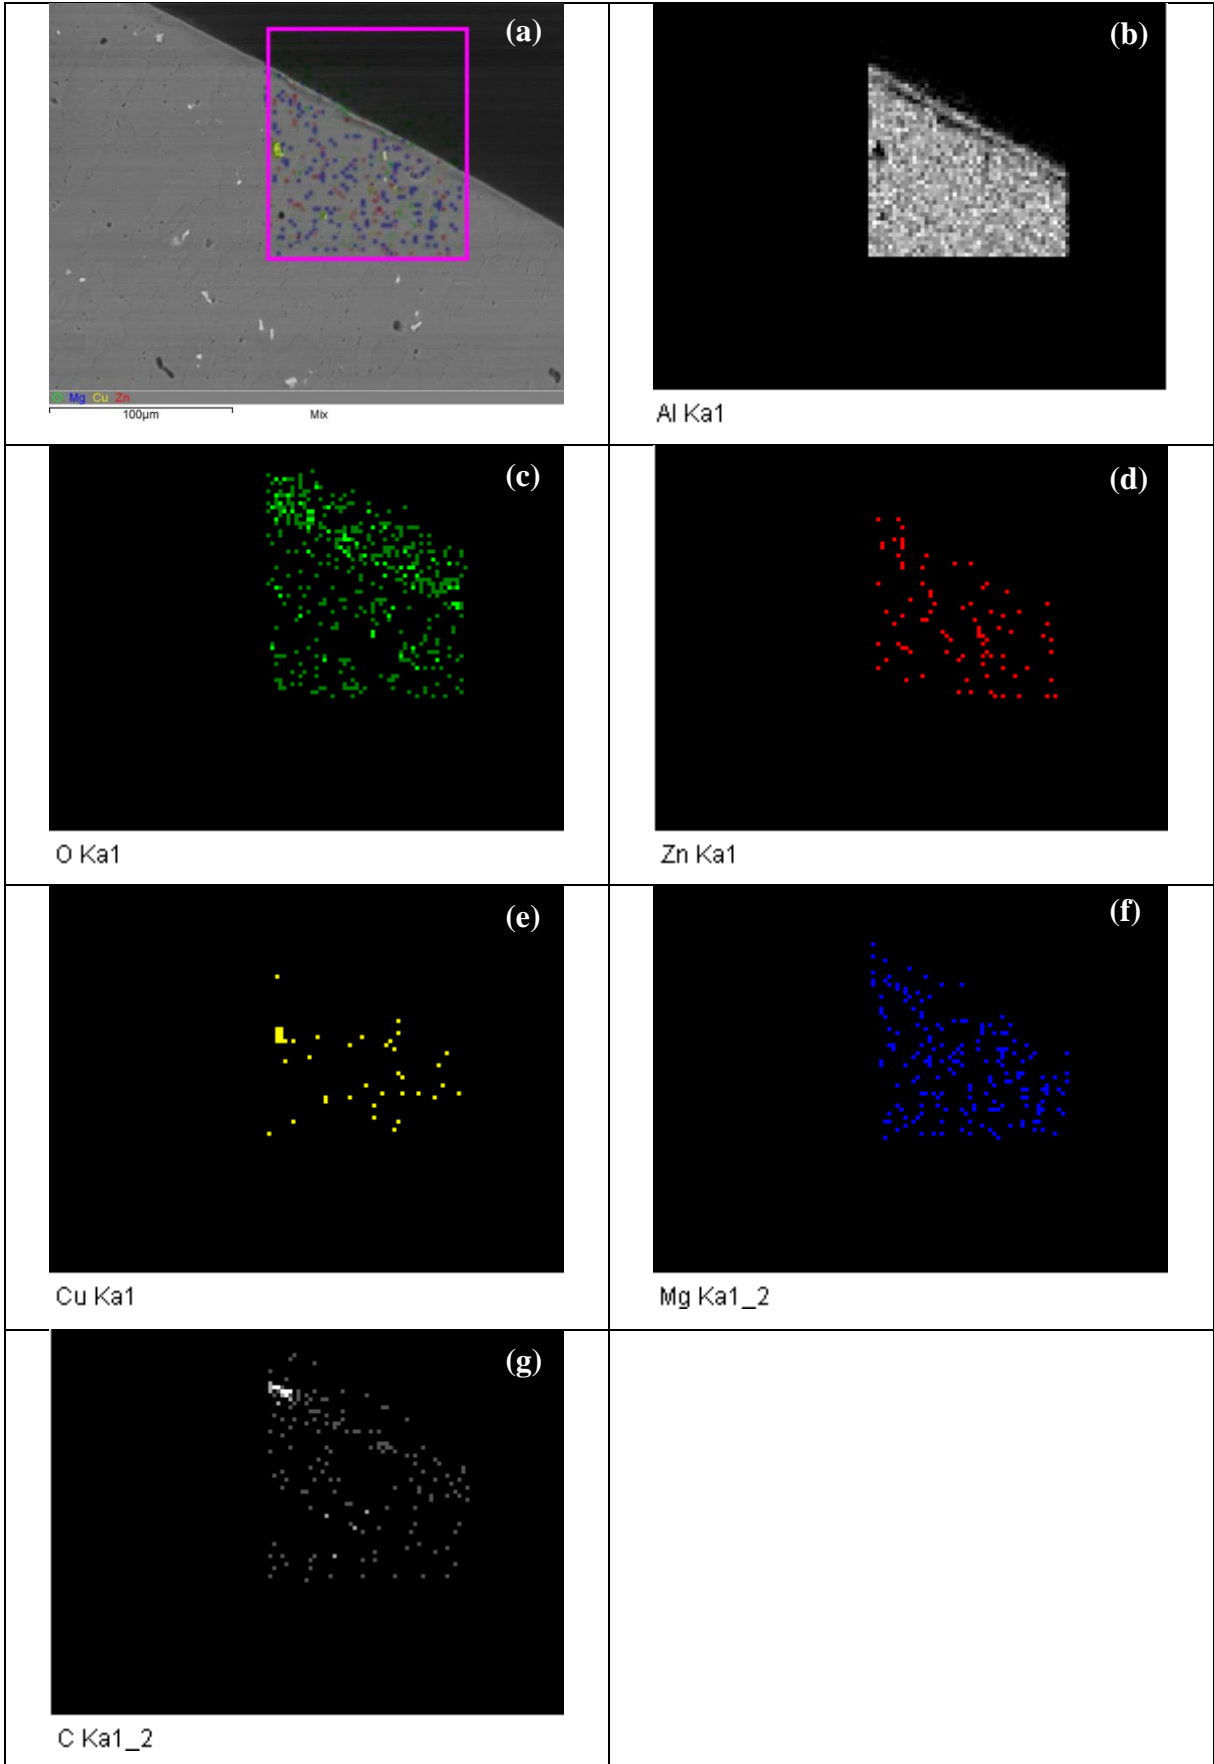 (a)
O Mg Cu Zn
100µm
Mix
(b)
Al Ka1
(c)
O Ka1
(d)
Zn Ka1
(e)
Cu Ka1
(f)
Mg Ka1_2
(g)
C Ka1_2